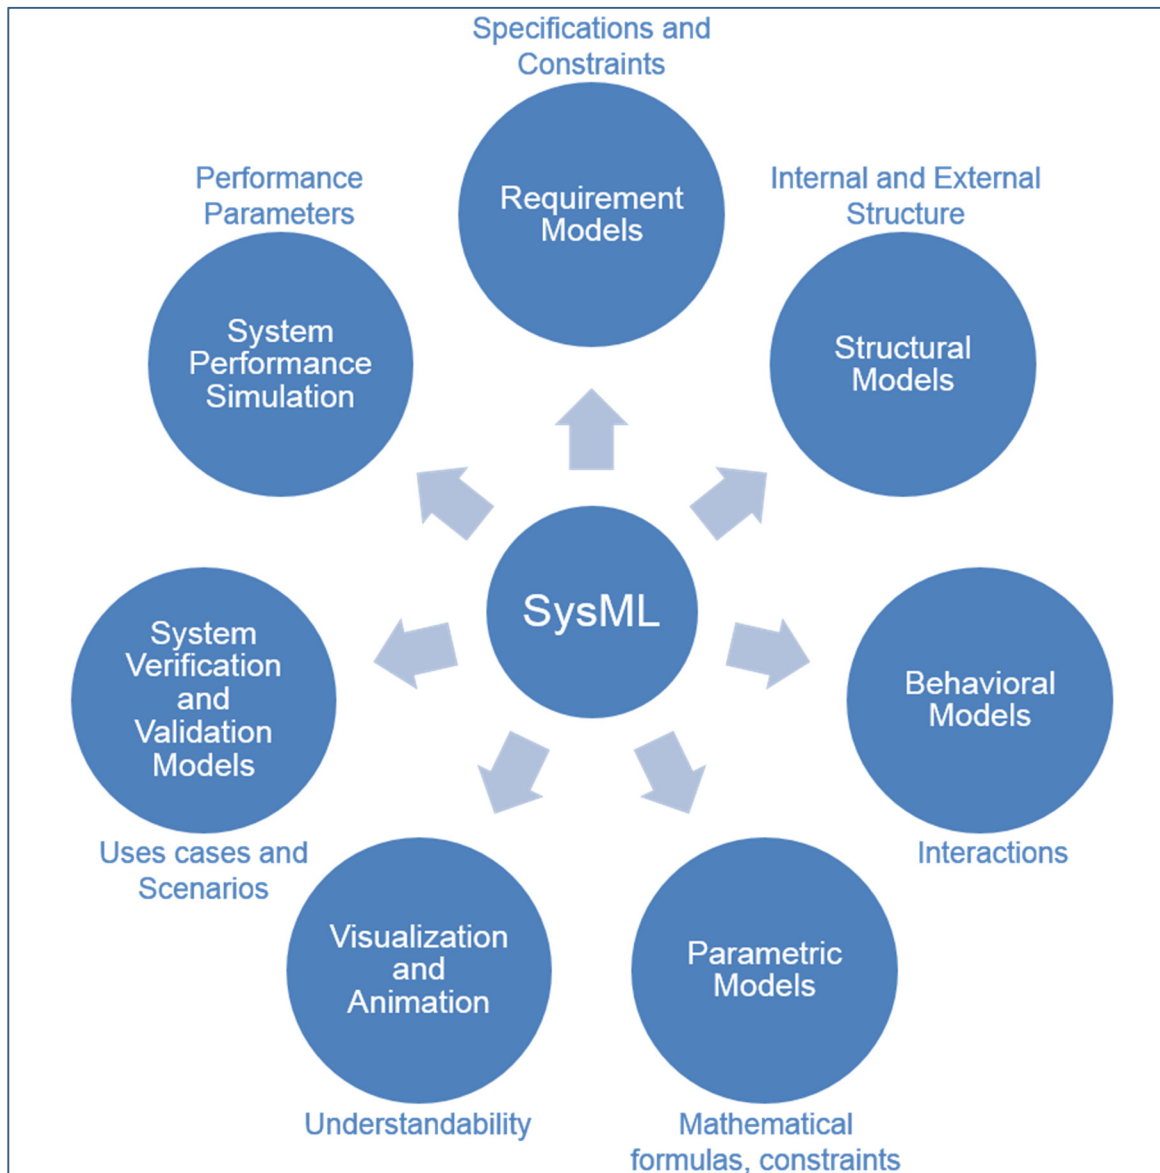 Specifications and
Constraints
Requirement
Models
Internal and External
Structure
Structural
Models
Behavioral
Models
Interactions
Parametric
Models
Mathematical
formulas, constraints
Visualization
and
Animation
Understandability
System
Verification
and
Validation
Models
Uses cases and
Scenarios
Performance
Parameters
System
Performance
Simulation
SysML